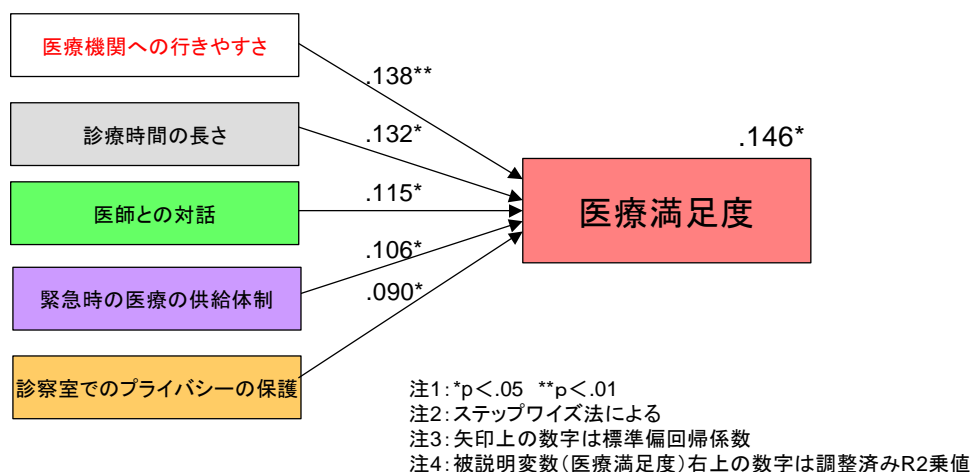 医療機関への行きやすさ
.138**
診療時間の長さ
.132*
.146*
医師との対話
.115*
医療満足度
緊急時の医療の供給体制
.106*
.090*
診察室でのプライバシーの保護
注1:*p<.05 **p<.01
注2:ステップワイズ法による
注3:矢印上の数字は標準偏回帰係数
注4:被説明変数(医療満足度)右上の数字は調整済みR2乗値